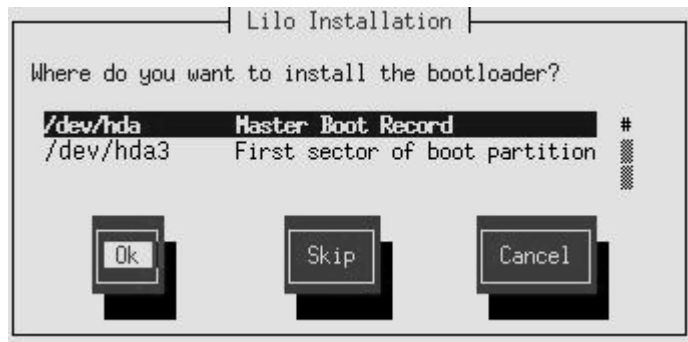 Lilo Installation
Where do you want to install the bootloader?
/dev/hda Master Boot Record #
/dev/hda3 First sector of boot partition
Ok Skip Cancel